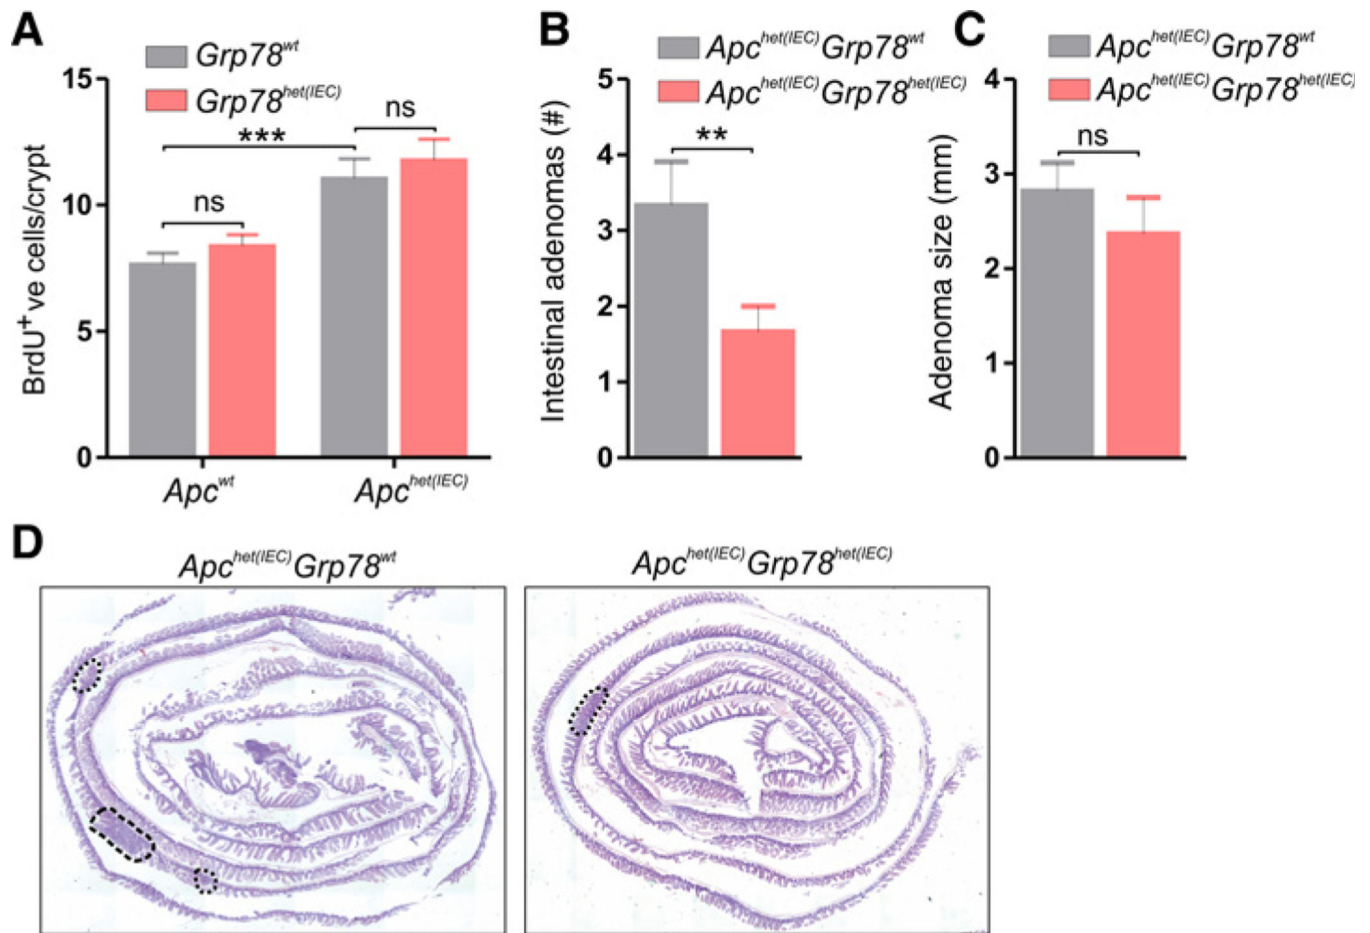 A
Grp78wt
Grp78het(IEC)
BrdU+ve cells/crypt
15
10
5
0
ns
***
ns
Apcwt
Apchet(IEC)
B
Apchet(IEC)Grp78wt
Apchet(IEC)Grp78het(IEC)
Intestinal adenomas (#)
5
4
3
2
1
0
**
C
Apchet(IEC)Grp78wt
Apchet(IEC)Grp78het(IEC)
Adenoma size (mm)
4
3
2
1
0
ns
D
Apchet(IEC)Grp78wt
Apchet(IEC)Grp78het(IEC)